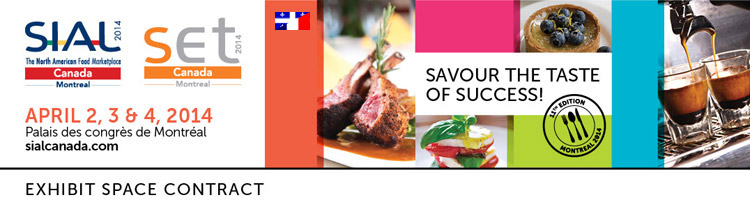 SIAL 2014
The North American Food Marketplace
Canada
Montreal
SET 2014
Canada
Montreal
APRIL 2, 3 & 4, 2014
Palais des congrès de Montréal
sialcanada.com
SAVOUR THE TASTE
OF SUCCESS!
11th EDITION
MONTREAL 2014
EXHIBIT SPACE CONTRACT